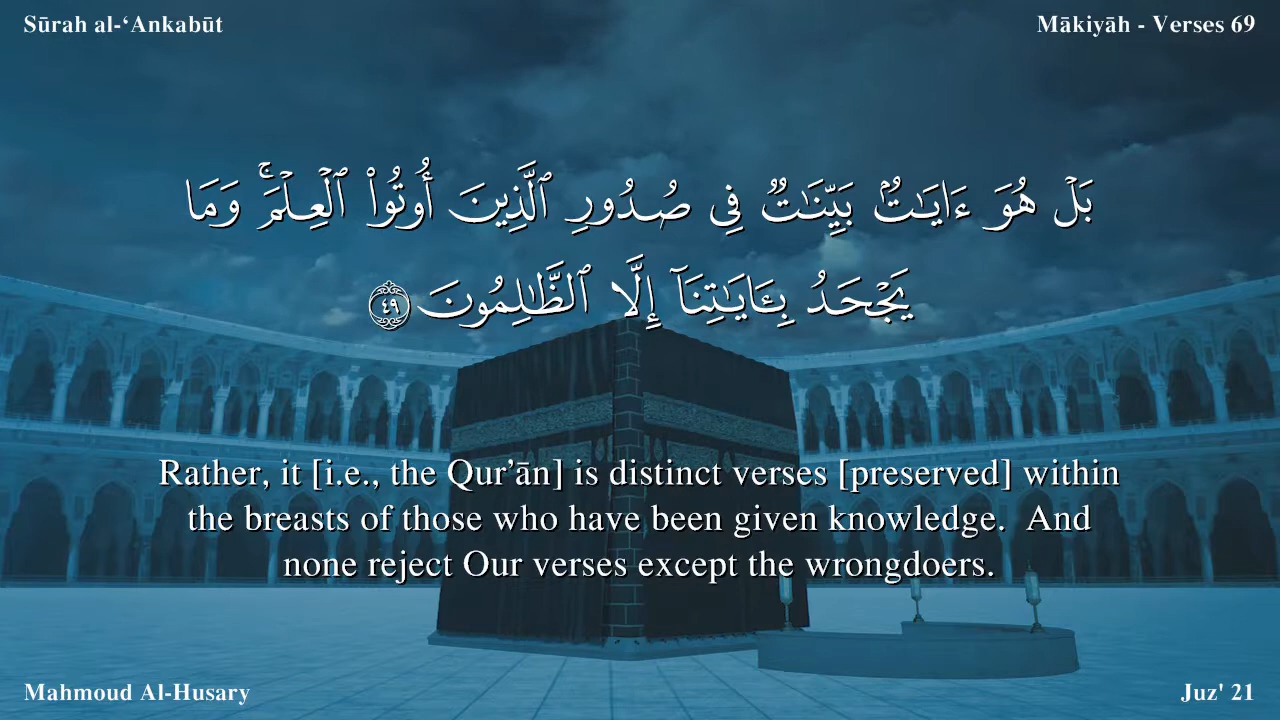 Sūrah al-‘Ankabūt
Mākiyāh - Verses 69
بَلْ هُوَ ءَايَـٰتٌۢ بَيِّنَـٰتٌ فِى صُدُورِ ٱلَّذِينَ أُوتُوا۟ ٱلْعِلْمَ ۚ وَمَا
يَجْحَدُ بِـَٔايَـٰتِنَآ إِلَّا ٱلظَّـٰلِمُونَ ٤٩
Rather, it [i.e., the Qur’ān] is distinct verses [preserved] within
the breasts of those who have been given knowledge.  And
none reject Our verses except the wrongdoers.
Mahmoud Al-Husary
Juz' 21